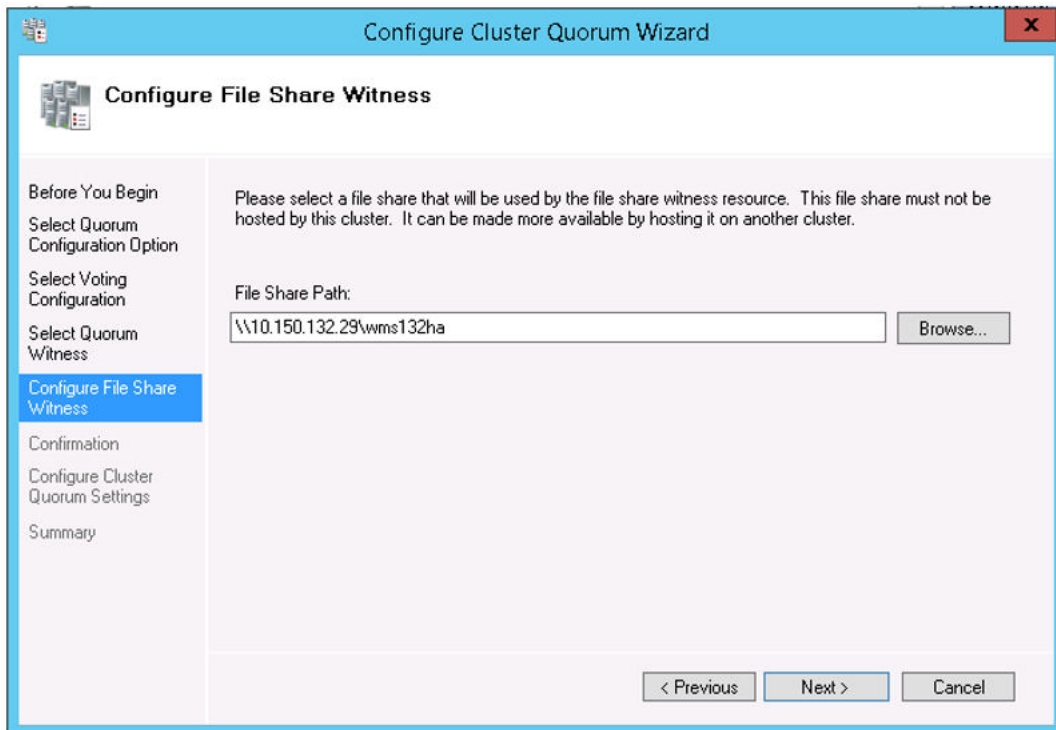 Configure Cluster Quorum Wizard
x
Configure File Share Witness
Before You Begin
Select Quorum
Configuration Option
Select Voting
Configuration
Select Quorum
Witness
Configure File Share
Witness
Confirmation
Configure Cluster
Quorum Settings
Summary
Please select a file share that will be used by the file share witness resource. This file share must not be
hosted by this cluster. It can be made more available by hosting it on another cluster.
File Share Path:
\\10.150.132.29\wms132ha
Browse...
< Previous
Next >
Cancel